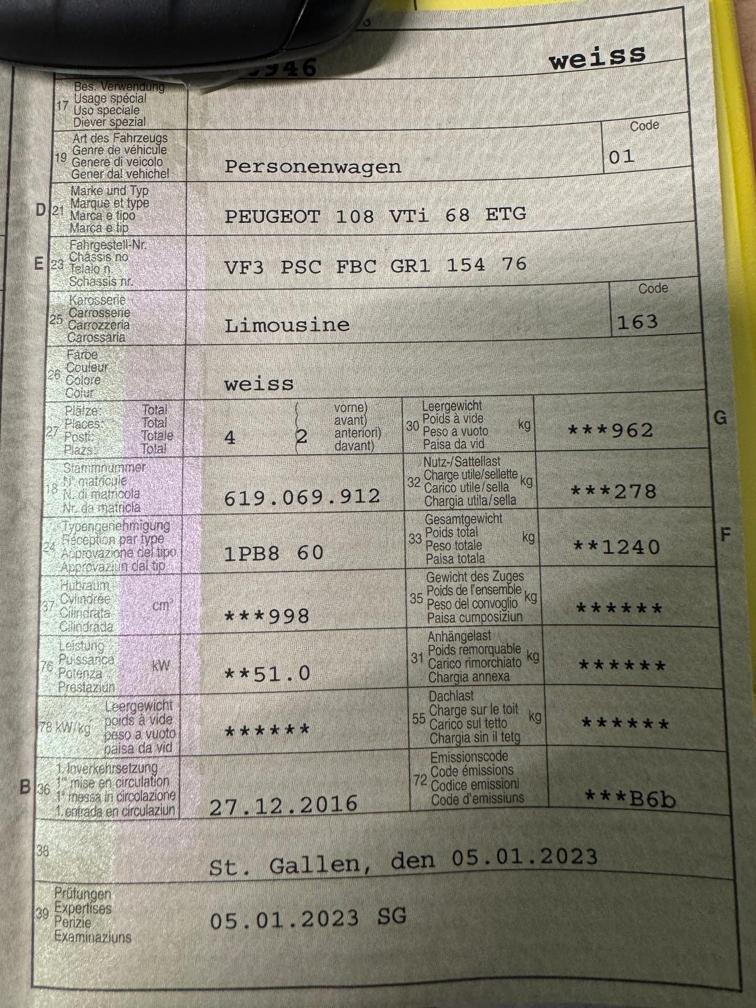 946 weiss
17 Bes. Verwendung
Usage spécial
Uso speciale
Diever spezial
19 Art des Fahrzeugs
Genre de véhicule
Genere di veicolo
Gener dal vehichel
Personenwagen
Code
01
D 21 Marke und Typ
Marque et type
Marca e tipo
Marca e tip
PEUGEOT 108 VTi 68 ETG
E 23 Fahrgestell-Nr.
Châssis no
Telaio n.
Schassis nr.
VF3 PSC FBC GR1 154 76
25 Karosserie
Carrosserie
Carrozzeria
Carossaria
Limousine
Code
163
26 Farbe
Couleur
Colore
Colur
weiss
27 Plätze: Total
Places: Total
Posti: Totale
Plazs: Total
4 2
vorne)
avant)
anteriori)
davant)
30 Leergewicht
Poids à vide
Peso a vuoto
Paisa da vid
kg
***962
G
18 Stammnummer
N° matricule
N. di matricola
Nr. da matricla
619.069.912
32 Nutz-/Sattellast
Charge utile/sellette
Carico utile/sella
Chargia utila/sella
kg
***278
24 Typengenehmigung
Réception par type
Approvazione del tipo
Approvaziun dal tip
1PB8 60
33 Gesamtgewicht
Poids total
Peso totale
Paisa totala
kg
**1240
F
37 Hubraum
Cylindrée
Cilindrata
Cilindrada
cm³
***998
35 Gewicht des Zuges
Poids de l'ensemble
Peso del convoglio
Paisa cumposiziun
kg
******
76 Leistung
Puissance
Potenza
Prestaziun
kW
**51.0
31 Anhängelast
Poids remorquable
Carico rimorchiato
Chargia annexa
kg
******
78 kW/kg Leergewicht
poids à vide
peso a vuoto
paisa da vid
******
55 Dachlast
Charge sur le toit
Carico sul tetto
Chargia sin il tetg
kg
******
B 36 1. Inverkehrsetzung
1re mise en circulation
1a messa in circolazione
1. entrada en circulaziun
27.12.2016
72 Emissionscode
Code émissions
Codice emissioni
Code d'emissiuns
***B6b
38
St. Gallen, den 05.01.2023
39 Prüfungen
Expertises
Perizie
Examinaziuns
05.01.2023 SG